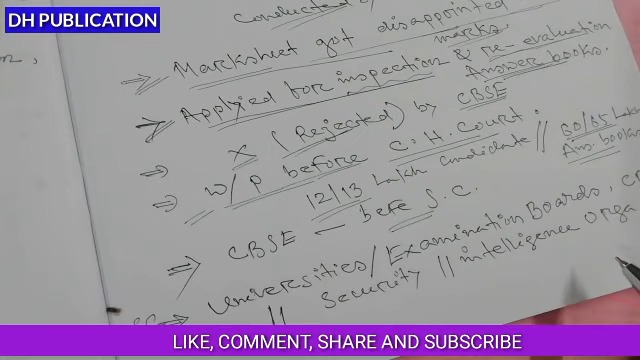 DH PUBLICATION
Conducted
⇒ Marksheet got disappointed marks.
⇒ Applyied for inspection & re-evaluation Answer books.
⇒ X (Rejected) by CBSE
⇒ W/P before C. H. Court.
12/13 Lakh candidate // 60/65 Lakh Ans. books
⇒ CBSE — befe S.C.
⇒ Universities/Examination Boards,
// Security // intelligence Orga
LIKE, COMMENT, SHARE AND SUBSCRIBE